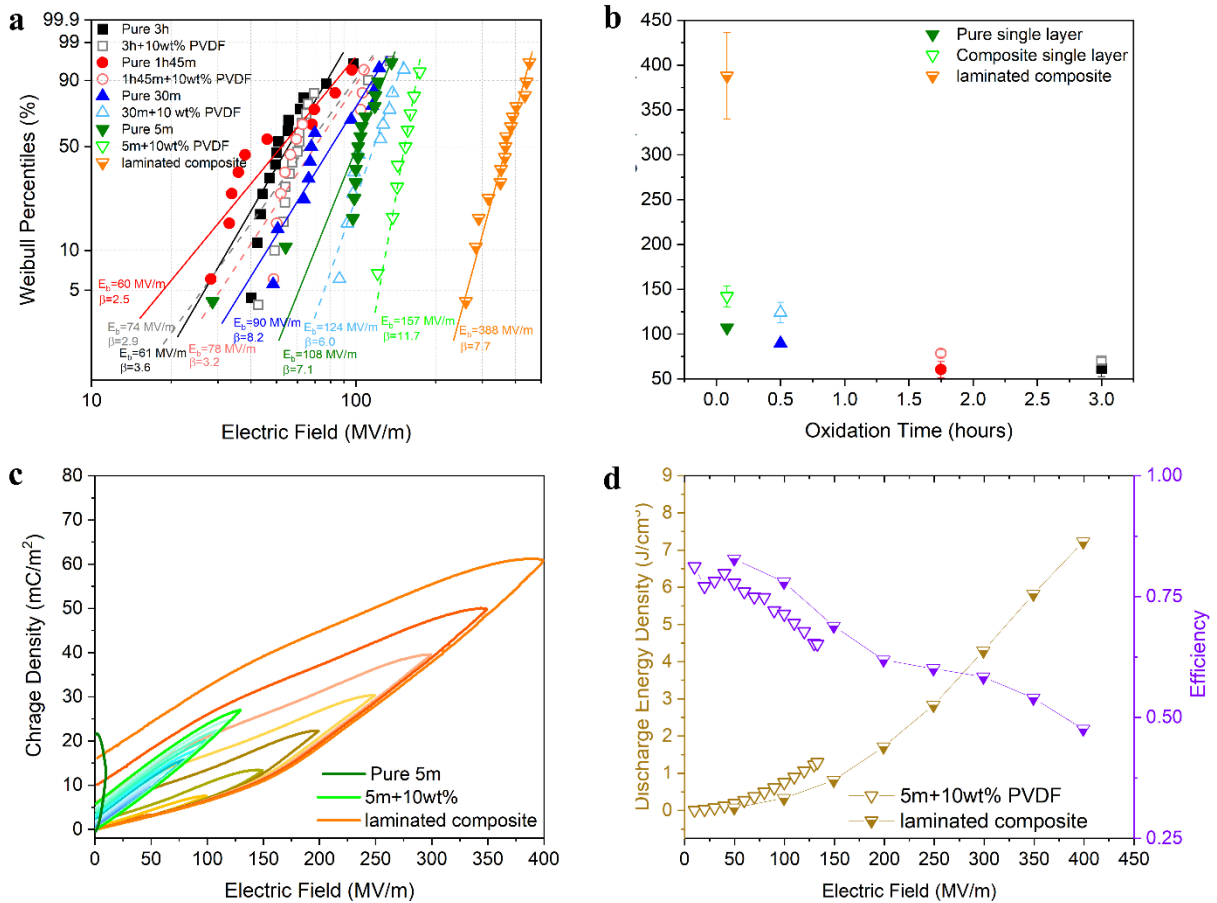 a
99.9
99
90
50
10
5
Weibull Percentiles (%)
Pure 3h
3h+10wt% PVDF
Pure 1h45m
1h45m+10wt% PVDF
Pure 30m
30m+10 wt% PVDF
Pure 5m
5m+10wt% PVDF
laminated composite
E_b=60 MV/m
β=2.5
E_b=74 MV/m
β=2.9
E_b=61 MV/m
β=3.6
E_b=78 MV/m
β=3.2
E_b=90 MV/m
β=8.2
E_b=108 MV/m
β=7.1
E_b=124 MV/m
β=6.0
E_b=157 MV/m
β=11.7
E_b=388 MV/m
β=7.7
10 100
Electric Field (MV/m)
b
450
400
350
300
250
200
150
100
50
Pure single layer
Composite single layer
laminated composite
0.0 0.5 1.0 1.5 2.0 2.5 3.0
Oxidation Time (hours)
c
80
70
60
50
40
30
20
10
0
Chrage Density (mC/m²)
Pure 5m
5m+10wt%
laminated composite
0 50 100 150 200 250 300 350 400
Electric Field (MV/m)
d
9
8
7
6
5
4
3
2
1
0
Discharge Energy Density (J/cm³)
1.00
0.75
0.50
0.25
Efficiency
5m+10wt% PVDF
laminated composite
0 50 100 150 200 250 300 350 400 450
Electric Field (MV/m)